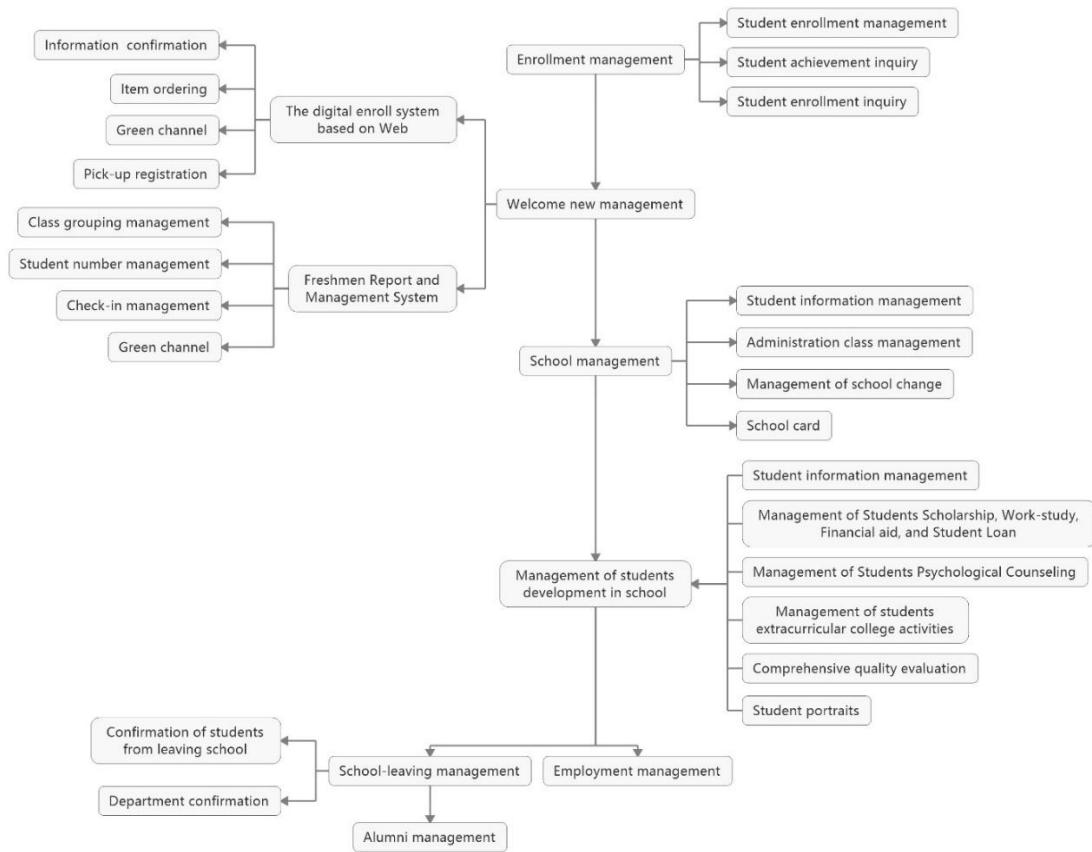 Student enrollment management
Information confirmation
Enrollment management
Student achievement inquiry
Item ordering
Student enrollment inquiry
The digital enroll system
based on Web
Green channel
Pick-up registration
Welcome new management
Class grouping management
Student number management
Freshmen Report and
Management System
Check-in management
Green channel
Student information management
Administration class management
School management
Management of school change
School card
Student information management
Management of Students Scholarship, Work-study,
Financial aid, and Student Loan
Management of Students Psychological Counseling
Management of students
development in school
Management of students
extracurricular college activities
Comprehensive quality evaluation
Student portraits
Confirmation of students
from leaving school
School-leaving management
Employment management
Department confirmation
Alumni management